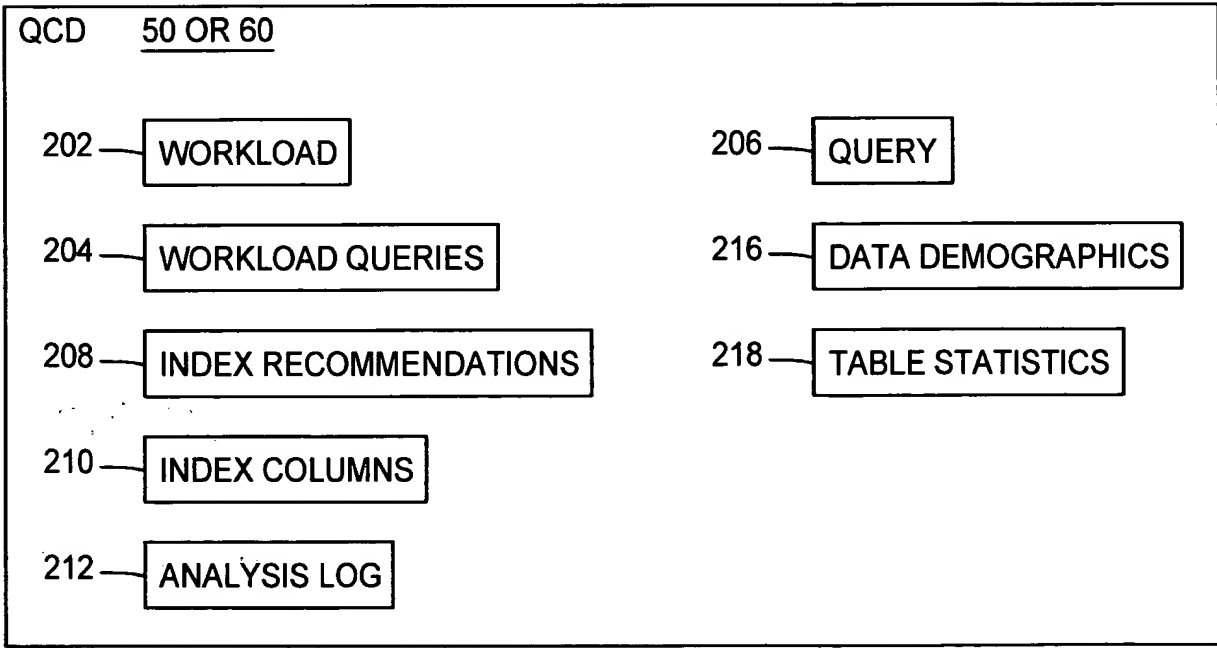 QCD 50 OR 60
202 WORKLOAD
206 QUERY
204 WORKLOAD QUERIES
216 DATA DEMOGRAPHICS
208 INDEX RECOMMENDATIONS
218 TABLE STATISTICS
210 INDEX COLUMNS
212 ANALYSIS LOG